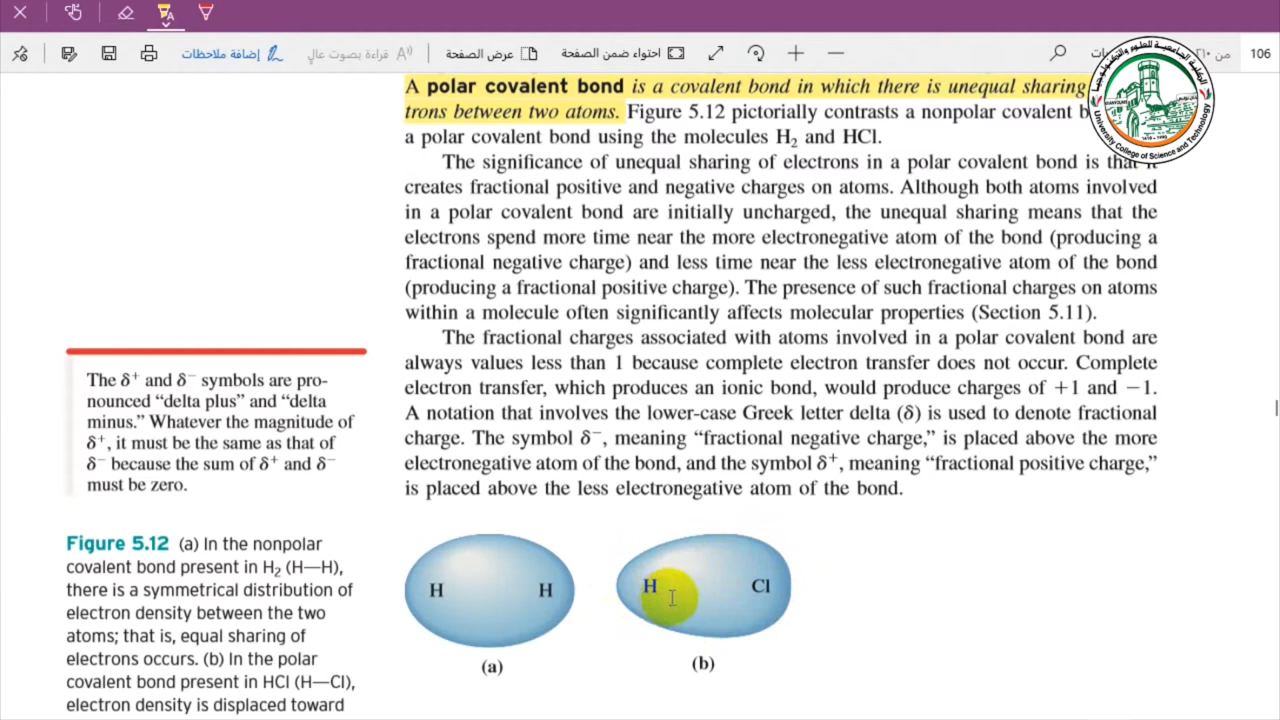 قراءة بصوت عالٍ
إضافة ملاحظات
عرض الصفحة
احتواء ضمن الصفحة
106
من
A polar covalent bond is a covalent bond in which there is unequal sharing
trons between two atoms. Figure 5.12 pictorially contrasts a nonpolar covalent b
a polar covalent bond using the molecules H₂ and HCl.
The significance of unequal sharing of electrons in a polar covalent bond is that it
creates fractional positive and negative charges on atoms. Although both atoms involved
in a polar covalent bond are initially uncharged, the unequal sharing means that the
electrons spend more time near the more electronegative atom of the bond (producing a
fractional negative charge) and less time near the less electronegative atom of the bond
(producing a fractional positive charge). The presence of such fractional charges on atoms
within a molecule often significantly affects molecular properties (Section 5.11).
The fractional charges associated with atoms involved in a polar covalent bond are
always values less than 1 because complete electron transfer does not occur. Complete
electron transfer, which produces an ionic bond, would produce charges of +1 and −1.
A notation that involves the lower-case Greek letter delta (δ) is used to denote fractional
charge. The symbol δ⁻, meaning “fractional negative charge,” is placed above the more
electronegative atom of the bond, and the symbol δ⁺, meaning “fractional positive charge,”
is placed above the less electronegative atom of the bond.
The δ⁺ and δ⁻ symbols are pro-
nounced “delta plus” and “delta
minus.” Whatever the magnitude of
δ⁺, it must be the same as that of
δ⁻ because the sum of δ⁺ and δ⁻
must be zero.
Figure 5.12 (a) In the nonpolar
covalent bond present in H₂ (H—H),
there is a symmetrical distribution of
electron density between the two
atoms; that is, equal sharing of
electrons occurs. (b) In the polar
covalent bond present in HCl (H—Cl),
electron density is displaced toward
H H
(a)
H Cl
(b)
University College of Science and Technology